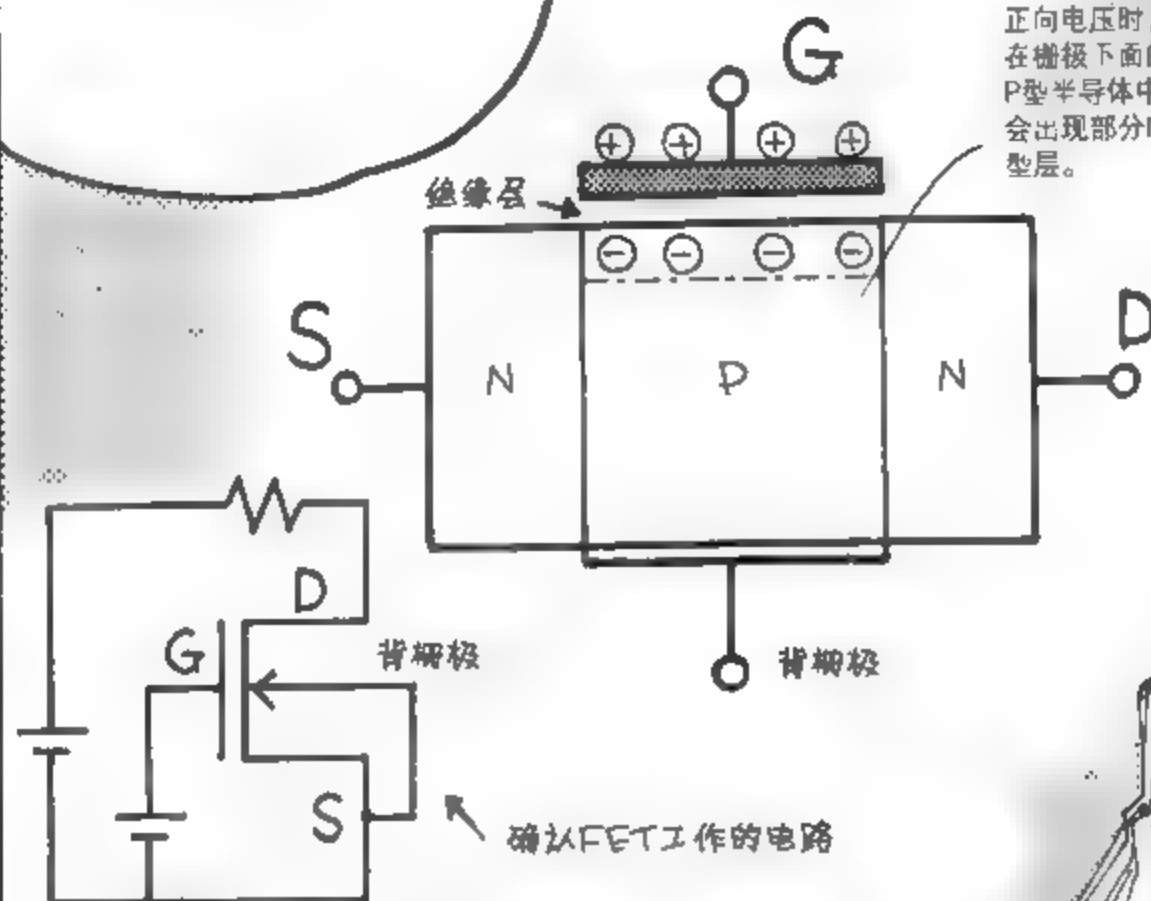 正向电压时
在栅极下面
P型半导体中
会出现部分
型层。
G
⊕ ⊕ ⊕ ⊕
绝缘层
⊖ ⊖ ⊖ ⊖
S
N
P
N
D
背栅极
D
G
背栅极
S
确认FET工作的电路